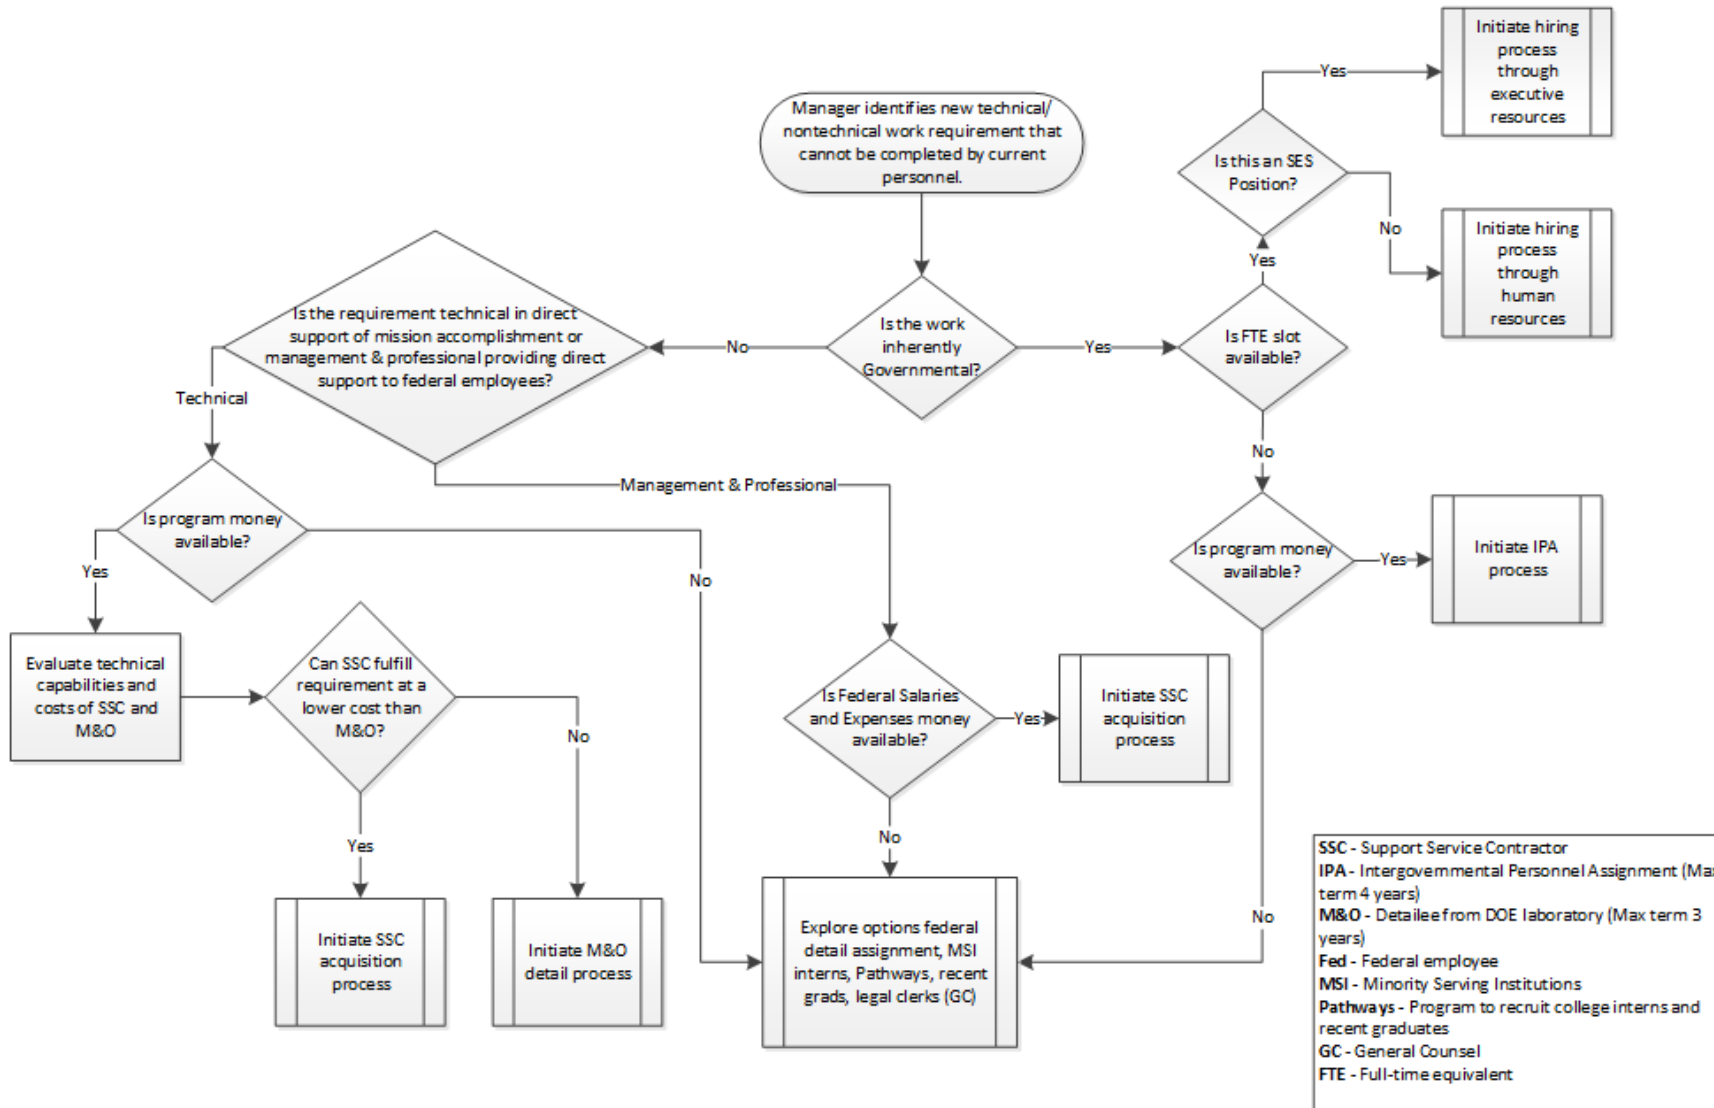 Initiate hiring
process
through
executive
resources
Yes
Manager identifies new technical/
nontechnical work requirement that
cannot be completed by current
personnel.
Is this an SES
Position?
No
Initiate hiring
process
through
human
resources
Yes
Is the requirement technical in direct
support of mission accomplishment or
management & professional providing direct
support to federal employees?
No
Is the work
inherently
Governmental?
Yes
Is FTE slot
available?
Technical
No
Management & Professional
Is program money
available?
Yes
No
Is program money
available?
Yes
Initiate IPA
process
Evaluate technical
capabilities and
costs of SSC and
M&O
Can SSC fulfill
requirement at a
lower cost than
M&O?
No
Is Federal Salaries
and Expenses money
available?
Yes
Initiate SSC
acquisition
process
Yes
No
No
Initiate SSC
acquisition
process
Initiate M&O
detail process
Explore options federal
detail assignment, MSI
interns, Pathways, recent
grads, legal clerks (GC)
SSC - Support Service Contractor
IPA - Intergovernmental Personnel Assignment (Max
term 4 years)
M&O - Detailee from DOE laboratory (Max term 3
years)
Fed - Federal employee
MSI - Minority Serving Institutions
Pathways - Program to recruit college interns and
recent graduates
GC - General Counsel
FTE - Full-time equivalent